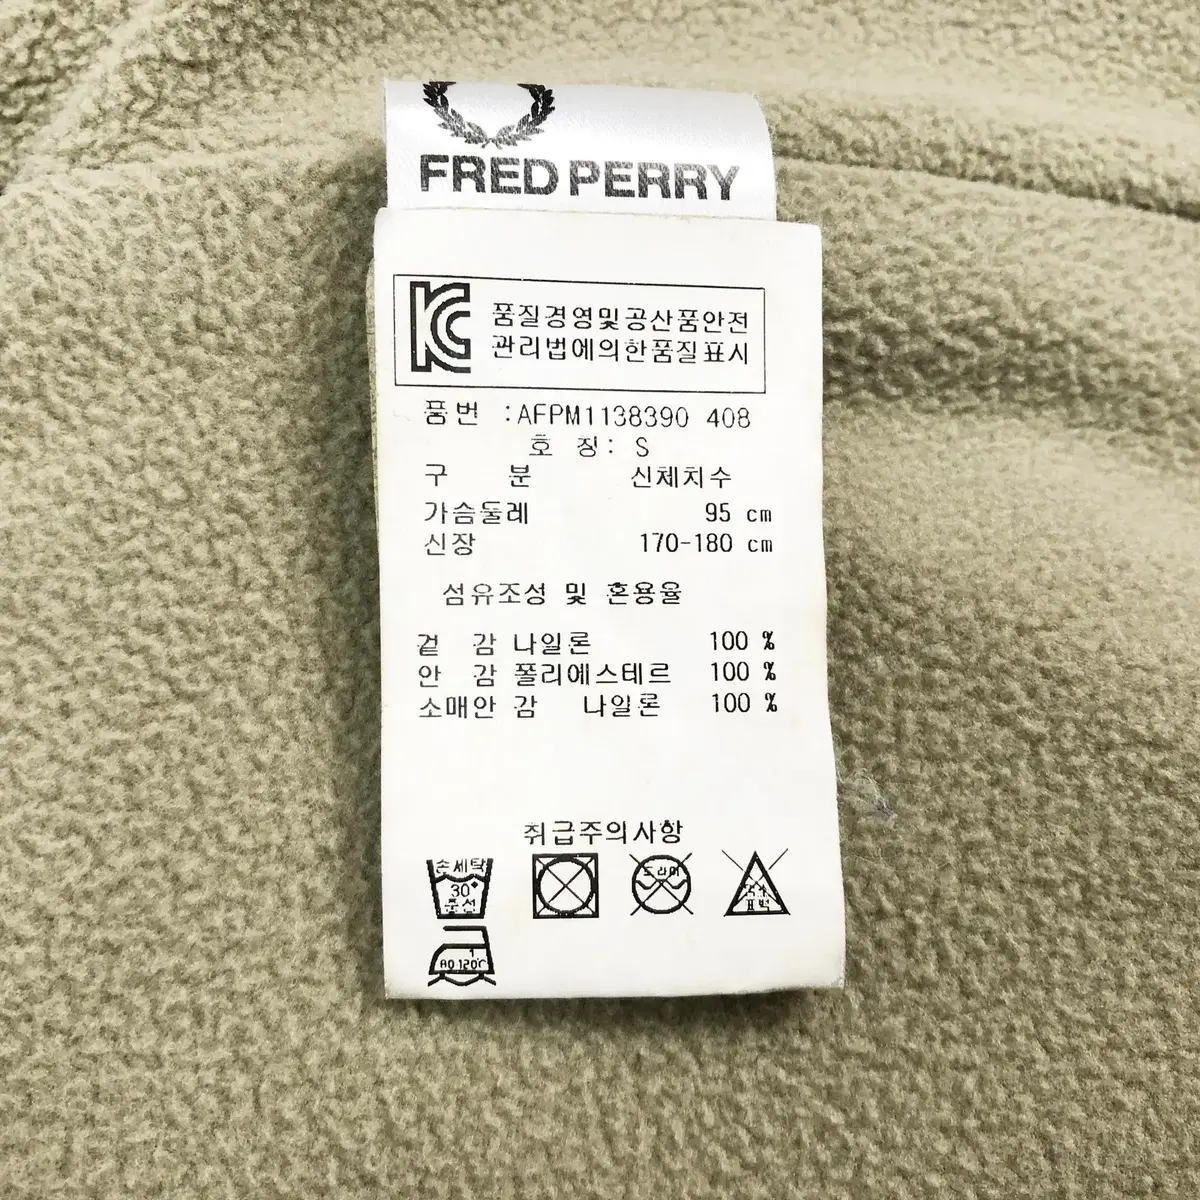 FRED PERRY
품질경영및공산품안전
관리법에의한품질표시
품번 :AFPM1138390 408
호 칭: S
구 분 신체치수
가슴둘레 95 cm
신장 170-180 cm
섬유조성 및 혼용율
겉 감 나일론 100 %
안 감 폴리에스테르 100 %
소매안 감 나일론 100 %
취급주의사항
손세탁
30°
중성
드라이
표백
1
120℃